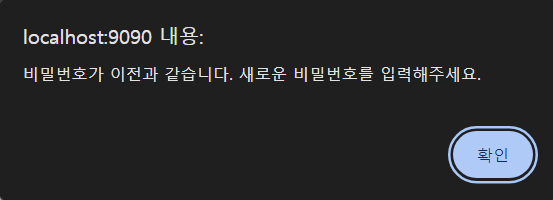 localhost:9090 내용:
비밀번호가 이전과 같습니다. 새로운 비밀번호를 입력해주세요.
확인